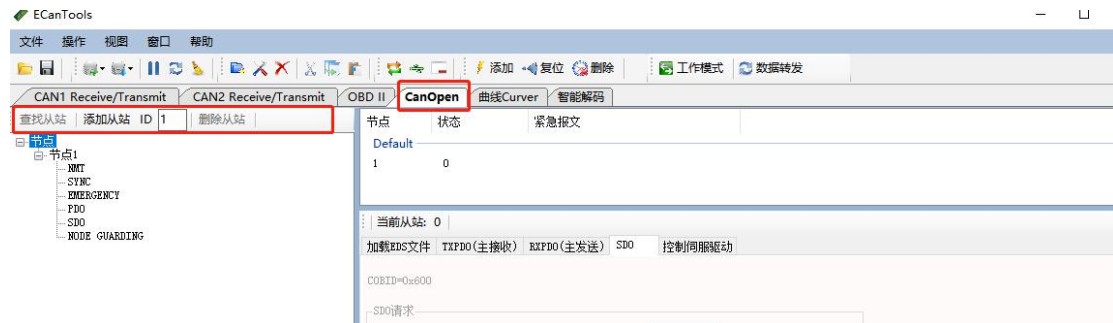 ECanTools
文件 操作 视图 窗口 帮助
添加 复位 删除 工作模式 数据转发
CAN1 Receive/Transmit CAN2 Receive/Transmit OBD II CanOpen 曲线Curver 智能解码
查找从站 添加从站 ID 1 删除从站
节点
节点1
NMT
SYNC
EMERGENCY
PDO
SDO
NODE GUARDING
节点 状态 紧急报文
Default
1 0
当前从站: 0
加载EDS文件 TXPDO(主接收) RXPDO(主发送) SDO 控制伺服驱动
COBID=0x600
SDO请求